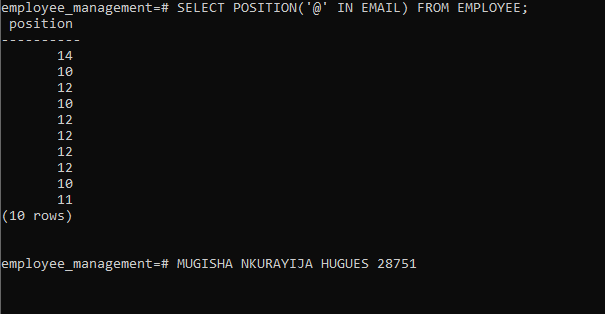 employee_management=# SELECT POSITION('@' IN EMAIL) FROM EMPLOYEE;
position
----------
14
10
12
10
12
12
12
12
10
11
(10 rows)
employee_management=# MUGISHA NKURAYIJA HUGUES 28751